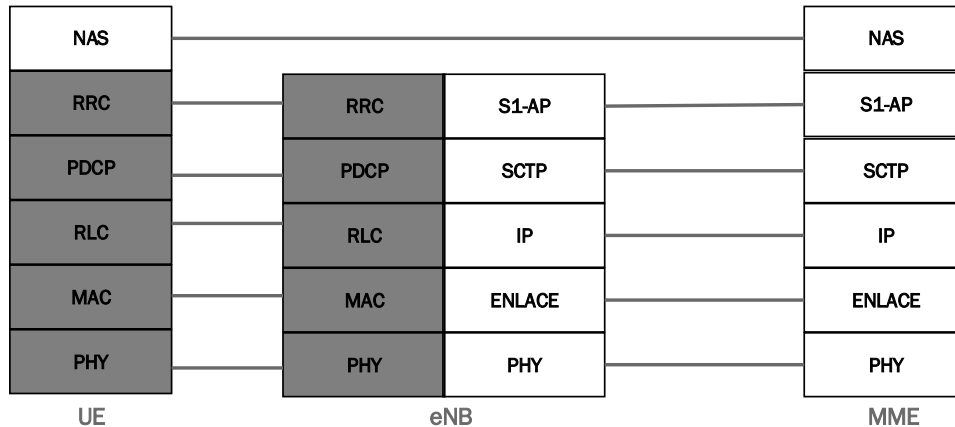 NAS NAS
RRC RRC S1-AP S1-AP
PDCP PDCP SCTP SCTP
RLC RLC IP IP
MAC MAC ENLACE ENLACE
PHY PHY PHY PHY
UE eNB MME